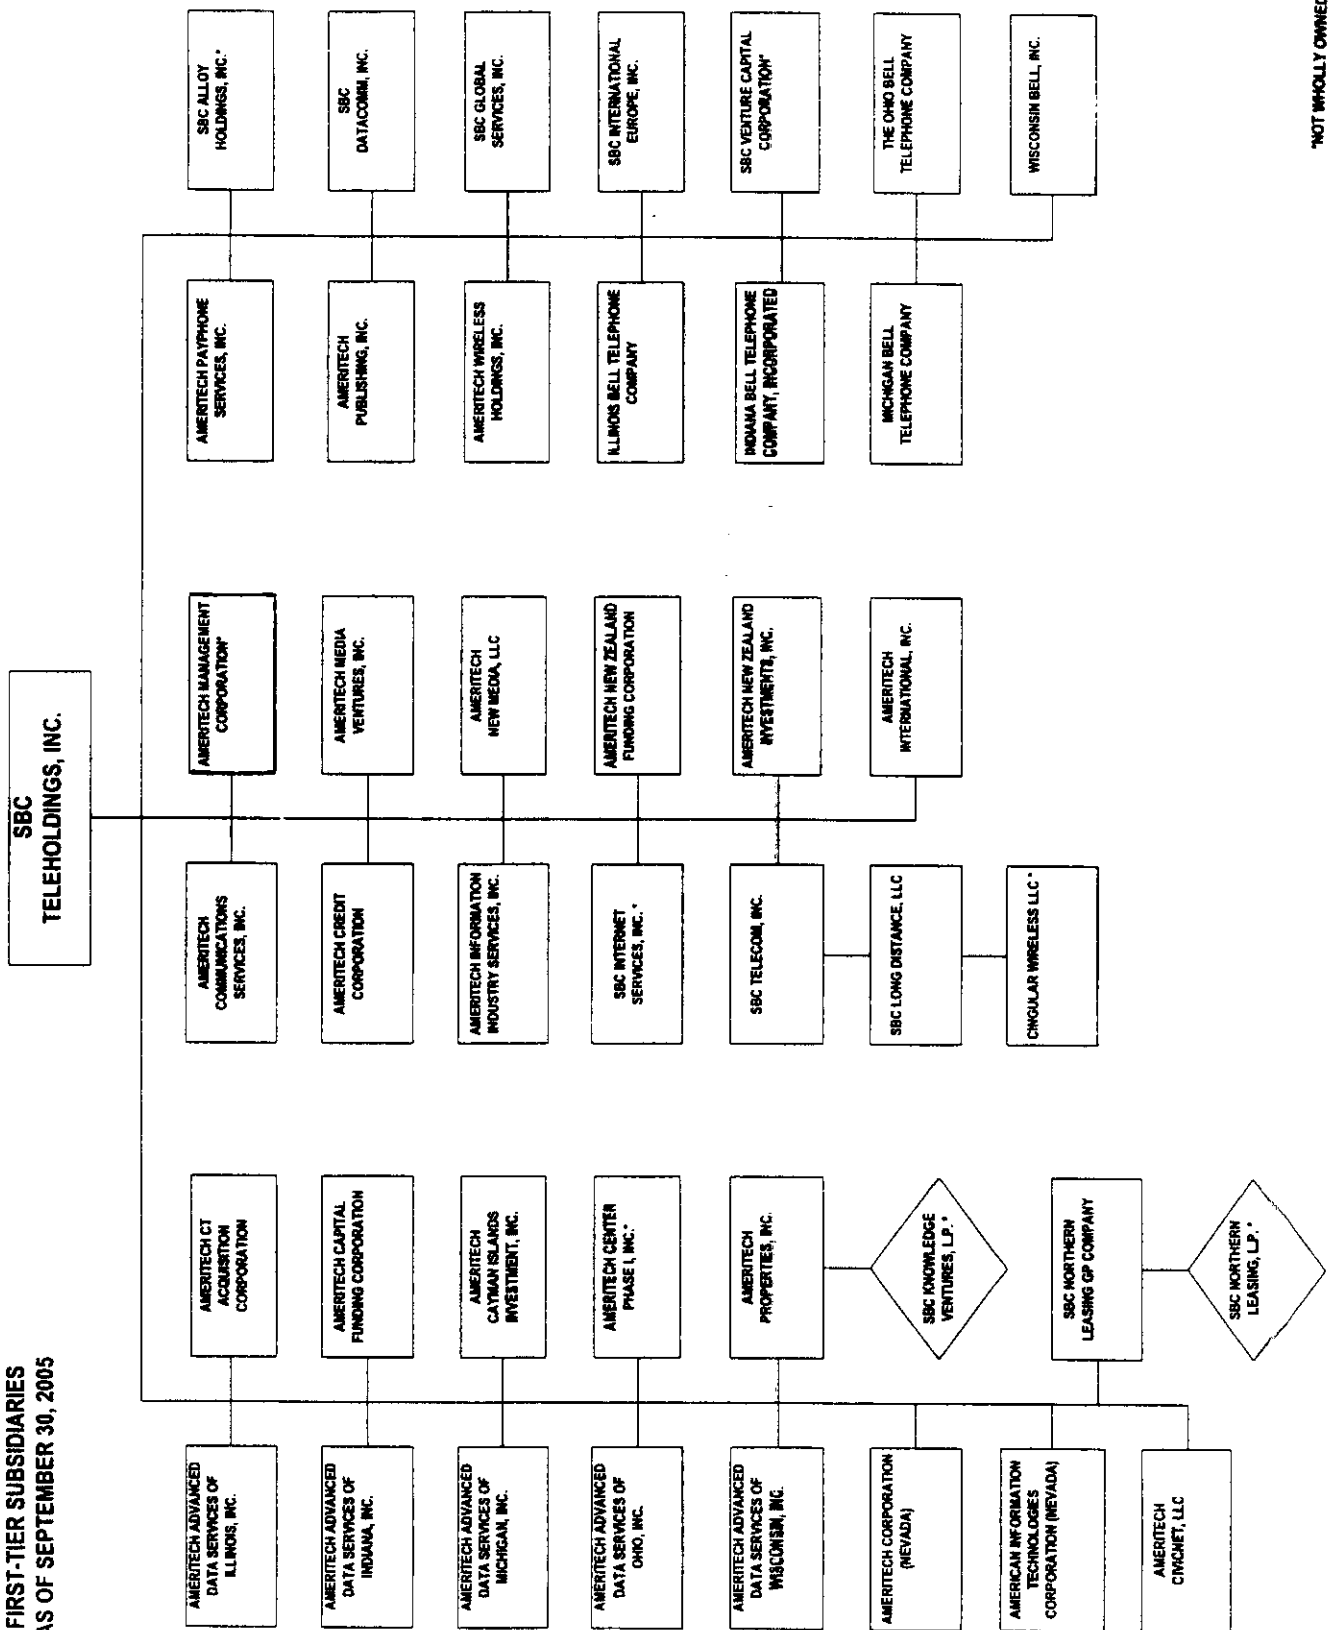 FIRST-TIER SUBSIDIARIES
AS OF SEPTEMBER 30, 2005
SBC
TELEHOLDINGS, INC.
AMERITECH ADVANCED
DATA SERVICES OF
ILLINOIS, INC.
AMERITECH CT
ACQUISITION
CORPORATION
AMERITECH
COMMUNICATIONS
SERVICES, INC.
AMERITECH MANAGEMENT
CORPORATION*
AMERITECH PAYPHONE
SERVICES, INC.
SBC ALLOY
HOLDINGS, INC.*
AMERITECH ADVANCED
DATA SERVICES OF
INDIANA, INC.
AMERITECH CAPITAL
FUNDING CORPORATION
AMERITECH CREDIT
CORPORATION
AMERITECH MEDIA
VENTURES, INC.
AMERITECH
PUBLISHING, INC.
SBC
DATACOMM, INC.
AMERITECH ADVANCED
DATA SERVICES OF
MICHIGAN, INC.
AMERITECH
CAYMAN ISLANDS
INVESTMENT, INC.
AMERITECH INFORMATION
INDUSTRY SERVICES, INC.
AMERITECH
NEW MEDIA, LLC
AMERITECH WIRELESS
HOLDINGS, INC.
SBC GLOBAL
SERVICES, INC.
AMERITECH ADVANCED
DATA SERVICES OF
OHIO, INC.
AMERITECH CENTER
PHASE I, INC.*
SBC INTERNET
SERVICES, INC. *
AMERITECH NEW ZEALAND
FUNDING CORPORATION
ILLINOIS BELL TELEPHONE
COMPANY
SBC INTERNATIONAL
EUROPE, INC.
AMERITECH ADVANCED
DATA SERVICES OF
WISCONSIN, INC.
AMERITECH
PROPERTIES, INC.
SBC TELECOM, INC.
AMERITECH NEW ZEALAND
INVESTMENTS, INC.
INDIANA BELL TELEPHONE
COMPANY, INCORPORATED
SBC VENTURE CAPITAL
CORPORATION*
AMERITECH CORPORATION
(NEVADA)
SBC KNOWLEDGE
VENTURES, L.P. *
SBC LONG DISTANCE, LLC
AMERITECH
INTERNATIONAL, INC.
MICHIGAN BELL
TELEPHONE COMPANY
THE OHIO BELL
TELEPHONE COMPANY
AMERICAN INFORMATION
TECHNOLOGIES
CORPORATION (NEVADA)
SBC NORTHERN
LEASING GP COMPANY
CINGULAR WIRELESS LLC *
WISCONSIN BELL, INC.
AMERITECH
CIVICNET, LLC
SBC NORTHERN
LEASING, L.P. *
*NOT WHOLLY OWNED